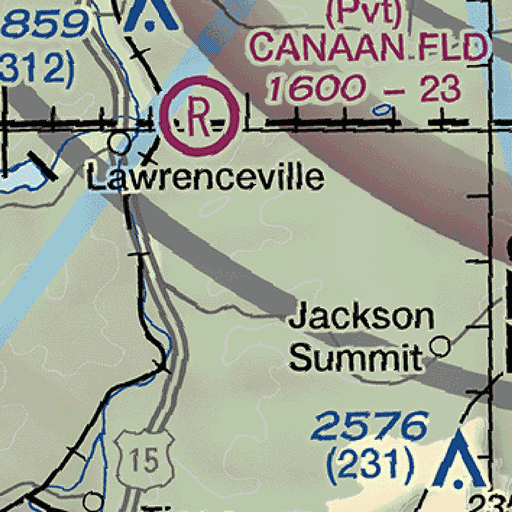 859
312)
(Pvt)
CANAAN FLD
1600 – 23
R
Lawrenceville
Jackson
Summit
2576
(231)
15